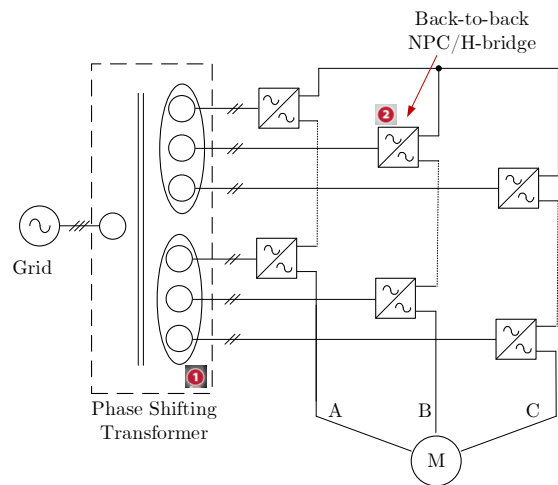 Back-to-back
NPC/H-bridge
2
Grid
1
Phase Shifting
Transformer
A
B
C
M